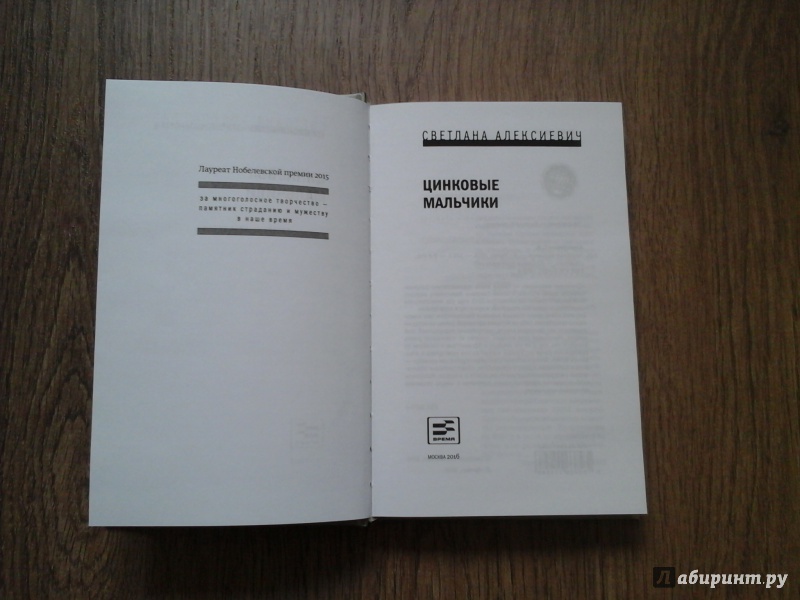 Лауреат Нобелевской премии 2015
за многоголосное творчество –
памятник страданию и мужеству
в наше время
СВЕТЛАНА АЛЕКСИЕВИЧ
ЦИНКОВЫЕ
МАЛЬЧИКИ
ВРЕМЯ
МОСКВА 2016
Лабиринт.ру